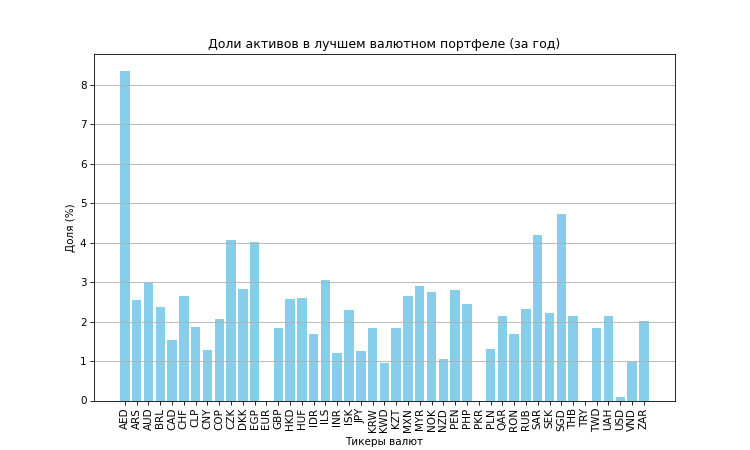 Доли активов в лучшем валютном портфеле (за год)
Доля (%)
8
7
6
5
4
3
2
1
0
AED ARS AUD BRL CAD CHF CLP CNY COP CZK DKK EGP EUR GBP HKD HUF IDR ILS INR ISK JPY KRW KWD KZT MXN MYR NOK NZD PEN PHP PKR PLN QAR RON RUB SAR SEK SGD THB TRY TWD UAH USD VND ZAR
Тикеры валют